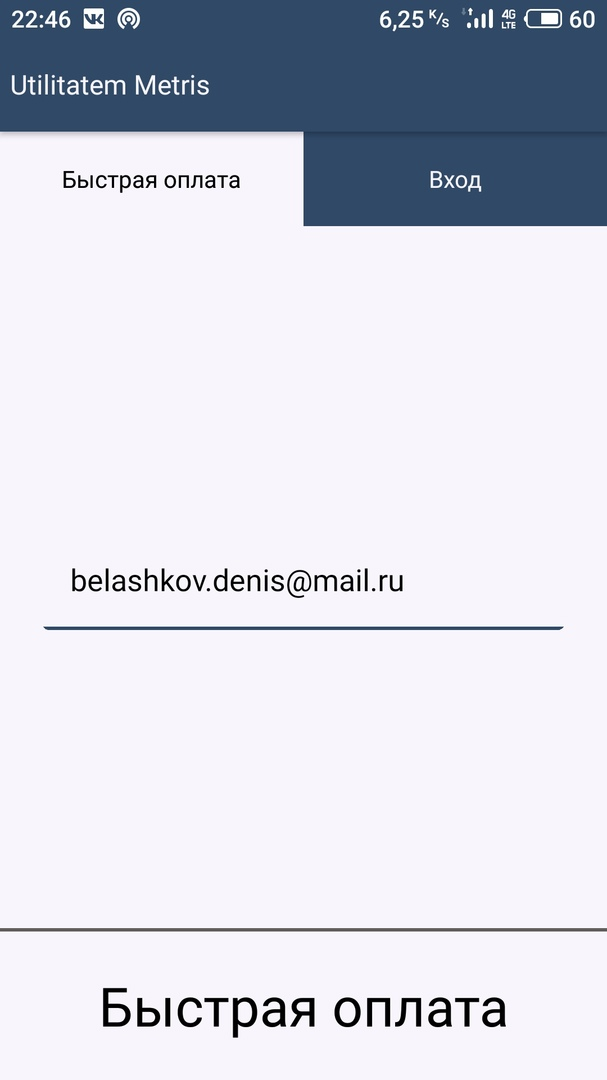 22:46 6,25 K/s 4G LTE 60
Utilitatem Metris
Быстрая оплата Вход
belashkov.denis@mail.ru
Быстрая оплата